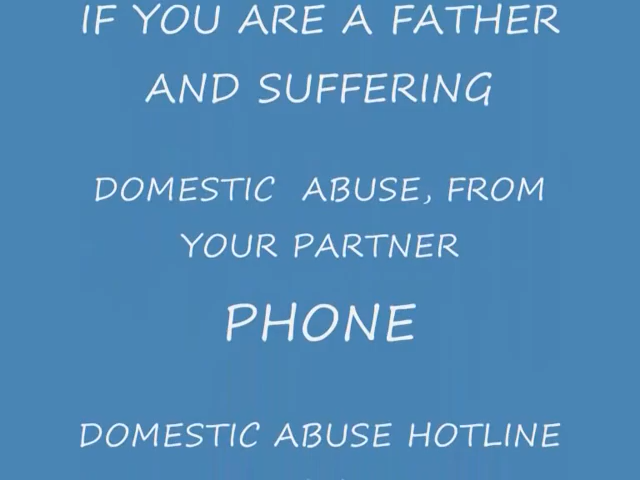 IF YOU ARE A FATHER
AND SUFFERING
DOMESTIC ABUSE, FROM
YOUR PARTNER
PHONE
DOMESTIC ABUSE HOTLINE